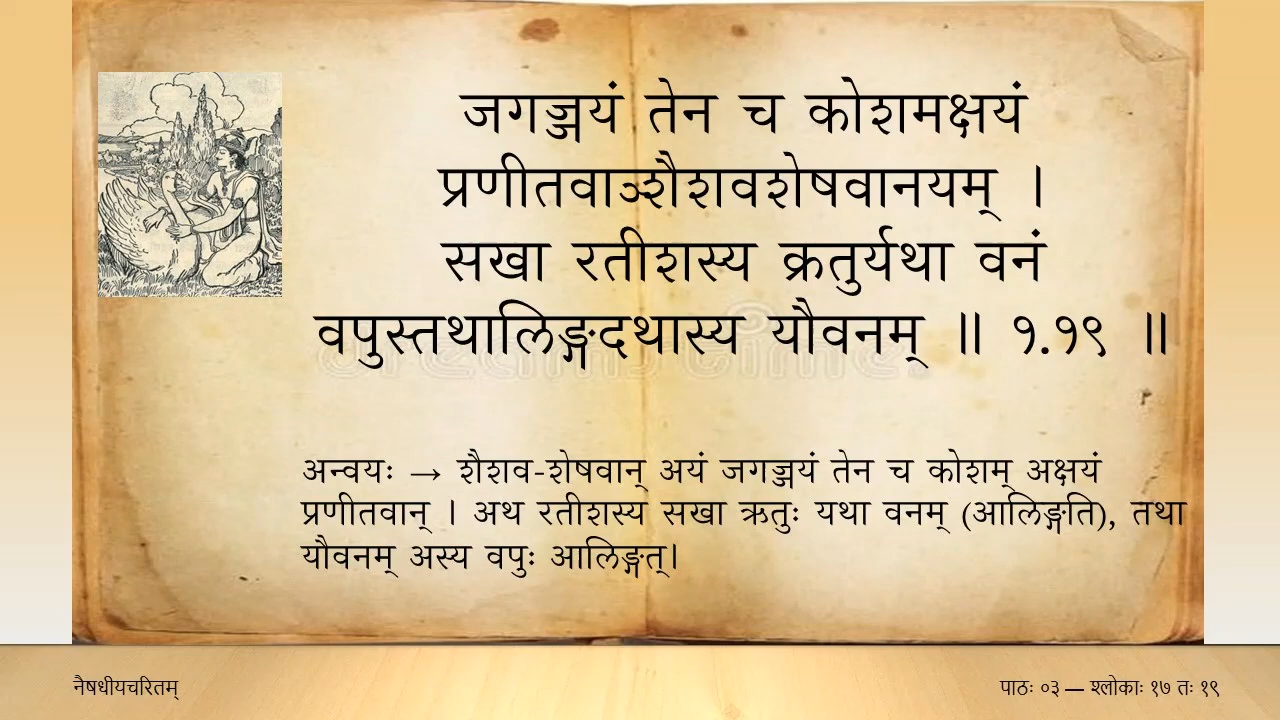 जगज्जयं तेन च कोशमक्षयं
प्रणीतवाञ्शैशवशेषवानयम् ।
सखा रतीशस्य क्रतुर्यथा वनं
वपुस्तथालिङ्गदथास्य यौवनम् ॥ १.१९ ॥
अन्वयः → शैशव-शेषवान् अयं जगज्जयं तेन च कोशम् अक्षयं
प्रणीतवान् । अथ रतीशस्य सखा ऋतुः यथा वनम् (आलिङ्गति), तथा
यौवनम् अस्य वपुः आलिङ्गत्।
नैषधीयचरितम्
पाठः ०३ — श्लोकाः १७ तः १९